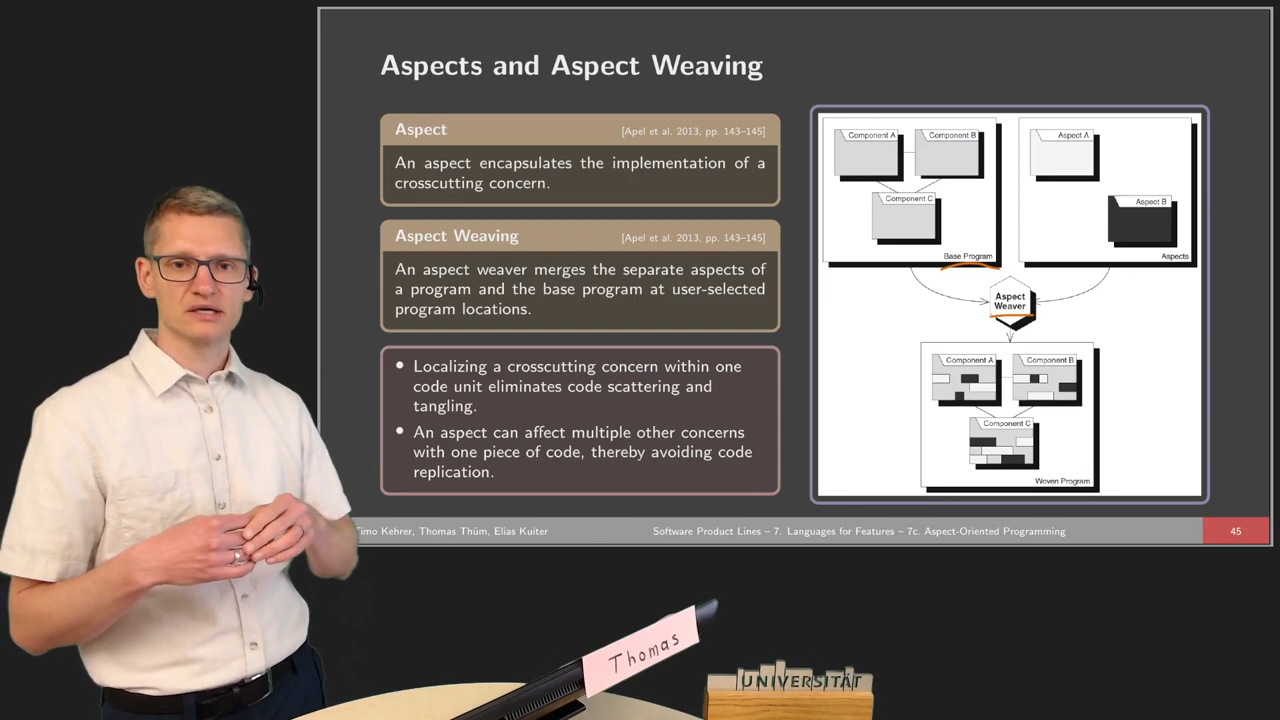 Aspects and Aspect Weaving
Aspect [Apel et al. 2013, pp. 143–145]
An aspect encapsulates the implementation of a
crosscutting concern.
Aspect Weaving [Apel et al. 2013, pp. 143–145]
An aspect weaver merges the separate aspects of
a program and the base program at user-selected
program locations.
• Localizing a crosscutting concern within one
code unit eliminates code scattering and
tangling.
• An aspect can affect multiple other concerns
with one piece of code, thereby avoiding code
replication.
Component A
Component B
Component C
Base Program
Aspect A
Aspect B
Aspects
Aspect
Weaver
Component A
Component B
Component C
Woven Program
Timo Kehrer, Thomas Thüm, Elias Kuiter
Software Product Lines – 7. Languages for Features – 7c. Aspect-Oriented Programming
45
Thomas
UNIVERSITÄT